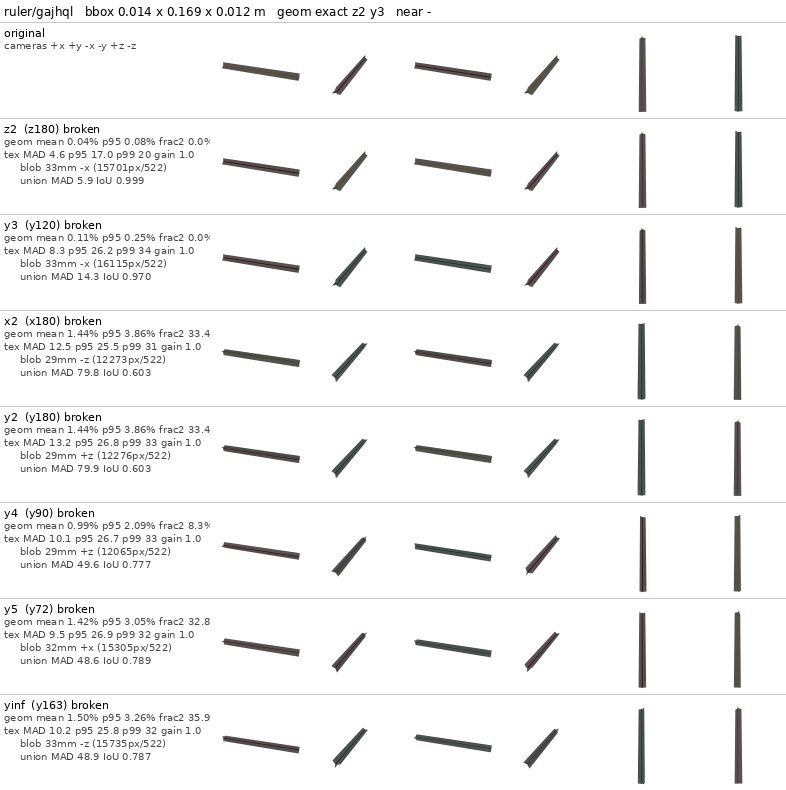 ruler/gajhql   bbox 0.014 x 0.169 x 0.012 m   geom exact z2 y3   near -
original
cameras +x +y -x -y +z -z
z2  (z180) broken
geom mean 0.04% p95 0.08% frac2 0.0%
tex MAD 4.6 p95 17.0 p99 20 gain 1.0
blob 33mm -x (15701px/522)
union MAD 5.9 IoU 0.999
y3  (y120) broken
geom mean 0.11% p95 0.25% frac2 0.0%
tex MAD 8.3 p95 26.2 p99 34 gain 1.0
blob 33mm -x (16115px/522)
union MAD 14.3 IoU 0.970
x2  (x180) broken
geom mean 1.44% p95 3.86% frac2 33.4
tex MAD 12.5 p95 25.5 p99 31 gain 1.0
blob 29mm -z (12273px/522)
union MAD 79.8 IoU 0.603
y2  (y180) broken
geom mean 1.44% p95 3.86% frac2 33.4
tex MAD 13.2 p95 26.8 p99 33 gain 1.0
blob 29mm +z (12276px/522)
union MAD 79.9 IoU 0.603
y4  (y90) broken
geom mean 0.99% p95 2.09% frac2 8.3%
tex MAD 10.1 p95 26.7 p99 33 gain 1.0
blob 29mm +z (12065px/522)
union MAD 49.6 IoU 0.777
y5  (y72) broken
geom mean 1.42% p95 3.05% frac2 32.8
tex MAD 9.5 p95 26.9 p99 32 gain 1.0
blob 32mm +x (15305px/522)
union MAD 48.6 IoU 0.789
yinf  (y163) broken
geom mean 1.50% p95 3.26% frac2 35.9
tex MAD 10.2 p95 25.8 p99 32 gain 1.0
blob 33mm -z (15735px/522)
union MAD 48.9 IoU 0.787